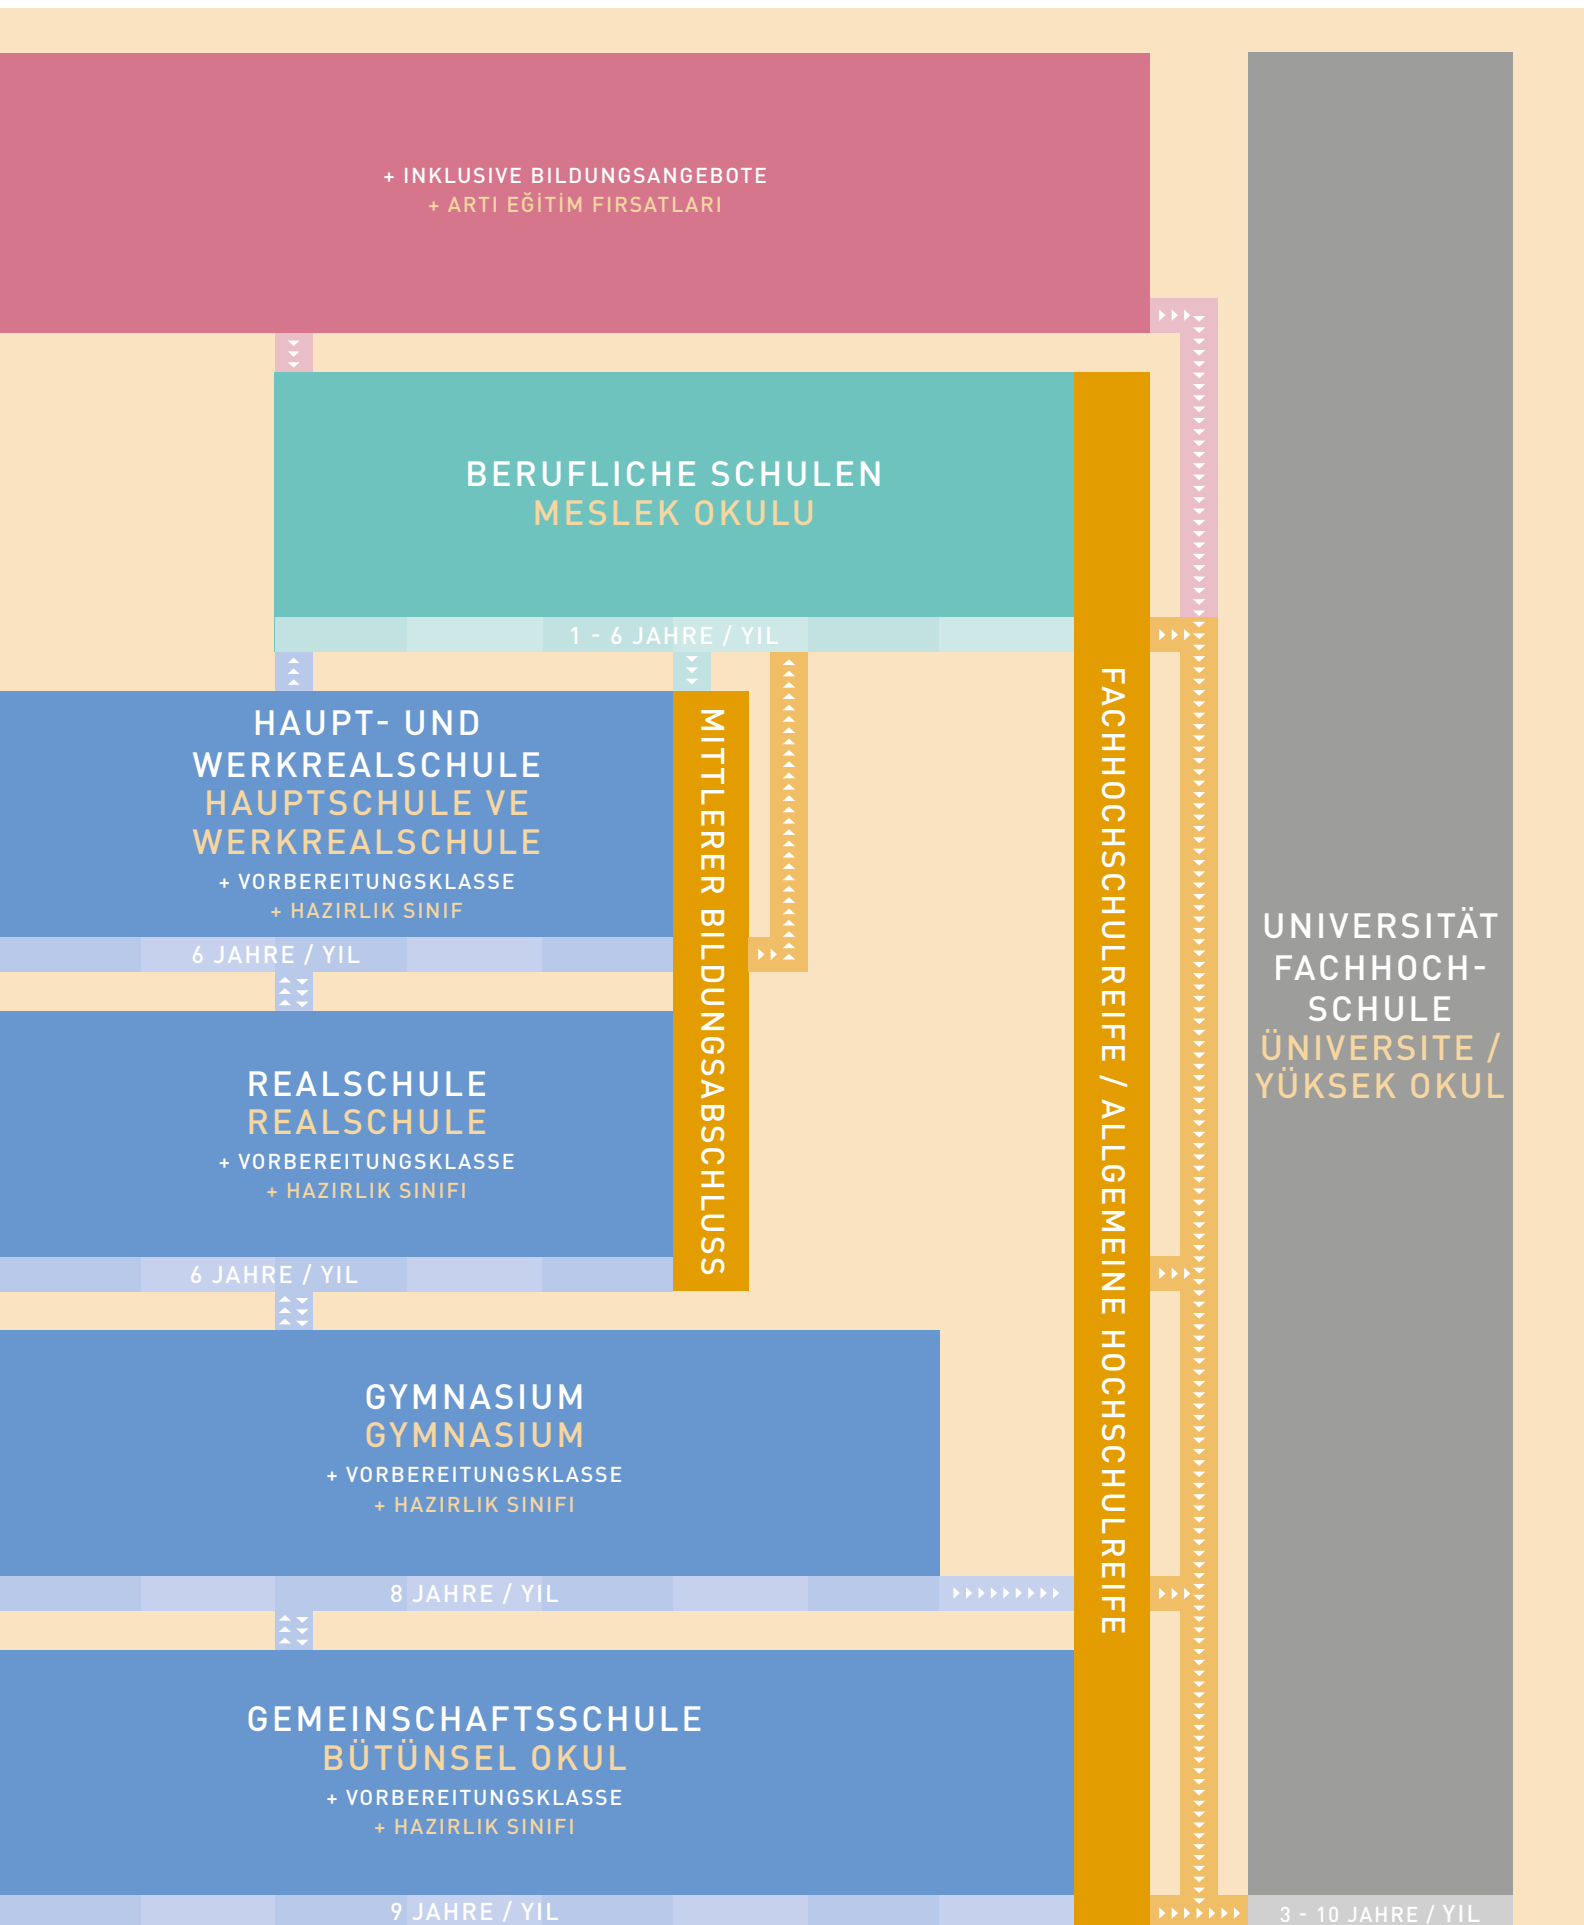 + INKLUSIVE BILDUNGSANGEBOTE
+ ARTI EĞİTİM FIRSATLARI
BERUFLICHE SCHULEN
MESLEK OKULU
1 - 6 JAHRE / YIL
HAUPT- UND
WERKREALSCHULE
HAUPTSCHULE VE
WERKREALSCHULE
+ VORBEREITUNGSKLASSE
+ HAZIRLIK SINIF
6 JAHRE / YIL
REALSCHULE
REALSCHULE
+ VORBEREITUNGSKLASSE
+ HAZIRLIK SINIFI
6 JAHRE / YIL
MITTLERER BILDUNGSABSCHLUSS
GYMNASIUM
GYMNASIUM
+ VORBEREITUNGSKLASSE
+ HAZIRLIK SINIFI
8 JAHRE / YIL
GEMEINSCHAFTSSCHULE
BÜTÜNSEL OKUL
+ VORBEREITUNGSKLASSE
+ HAZIRLIK SINIFI
9 JAHRE / YIL
FACHHOCHSCHULREIFE / ALLGEMEINE HOCHSCHULREIFE
UNIVERSITÄT
FACHHOCH-
SCHULE
ÜNIVERSITE /
YÜKSEK OKUL
3 - 10 JAHRE / YIL